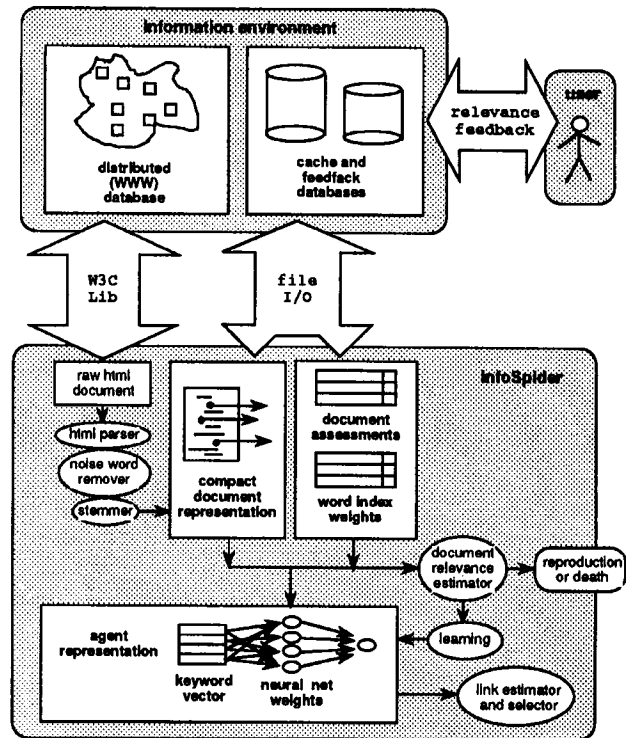 information environment
distributed
(WWW)
database
cache and
feedfack
databases
relevance
feedback
user
W3C
Lib
file
I/O
infoSpider
raw html
document
html parser
noise word
remover
stemmer
compact
document
representation
document
assessments
word index
weights
document
relevance
estimator
reproduction
or death
learning
agent
representation
keyword
vector
neural net
weights
link estimator
and selector